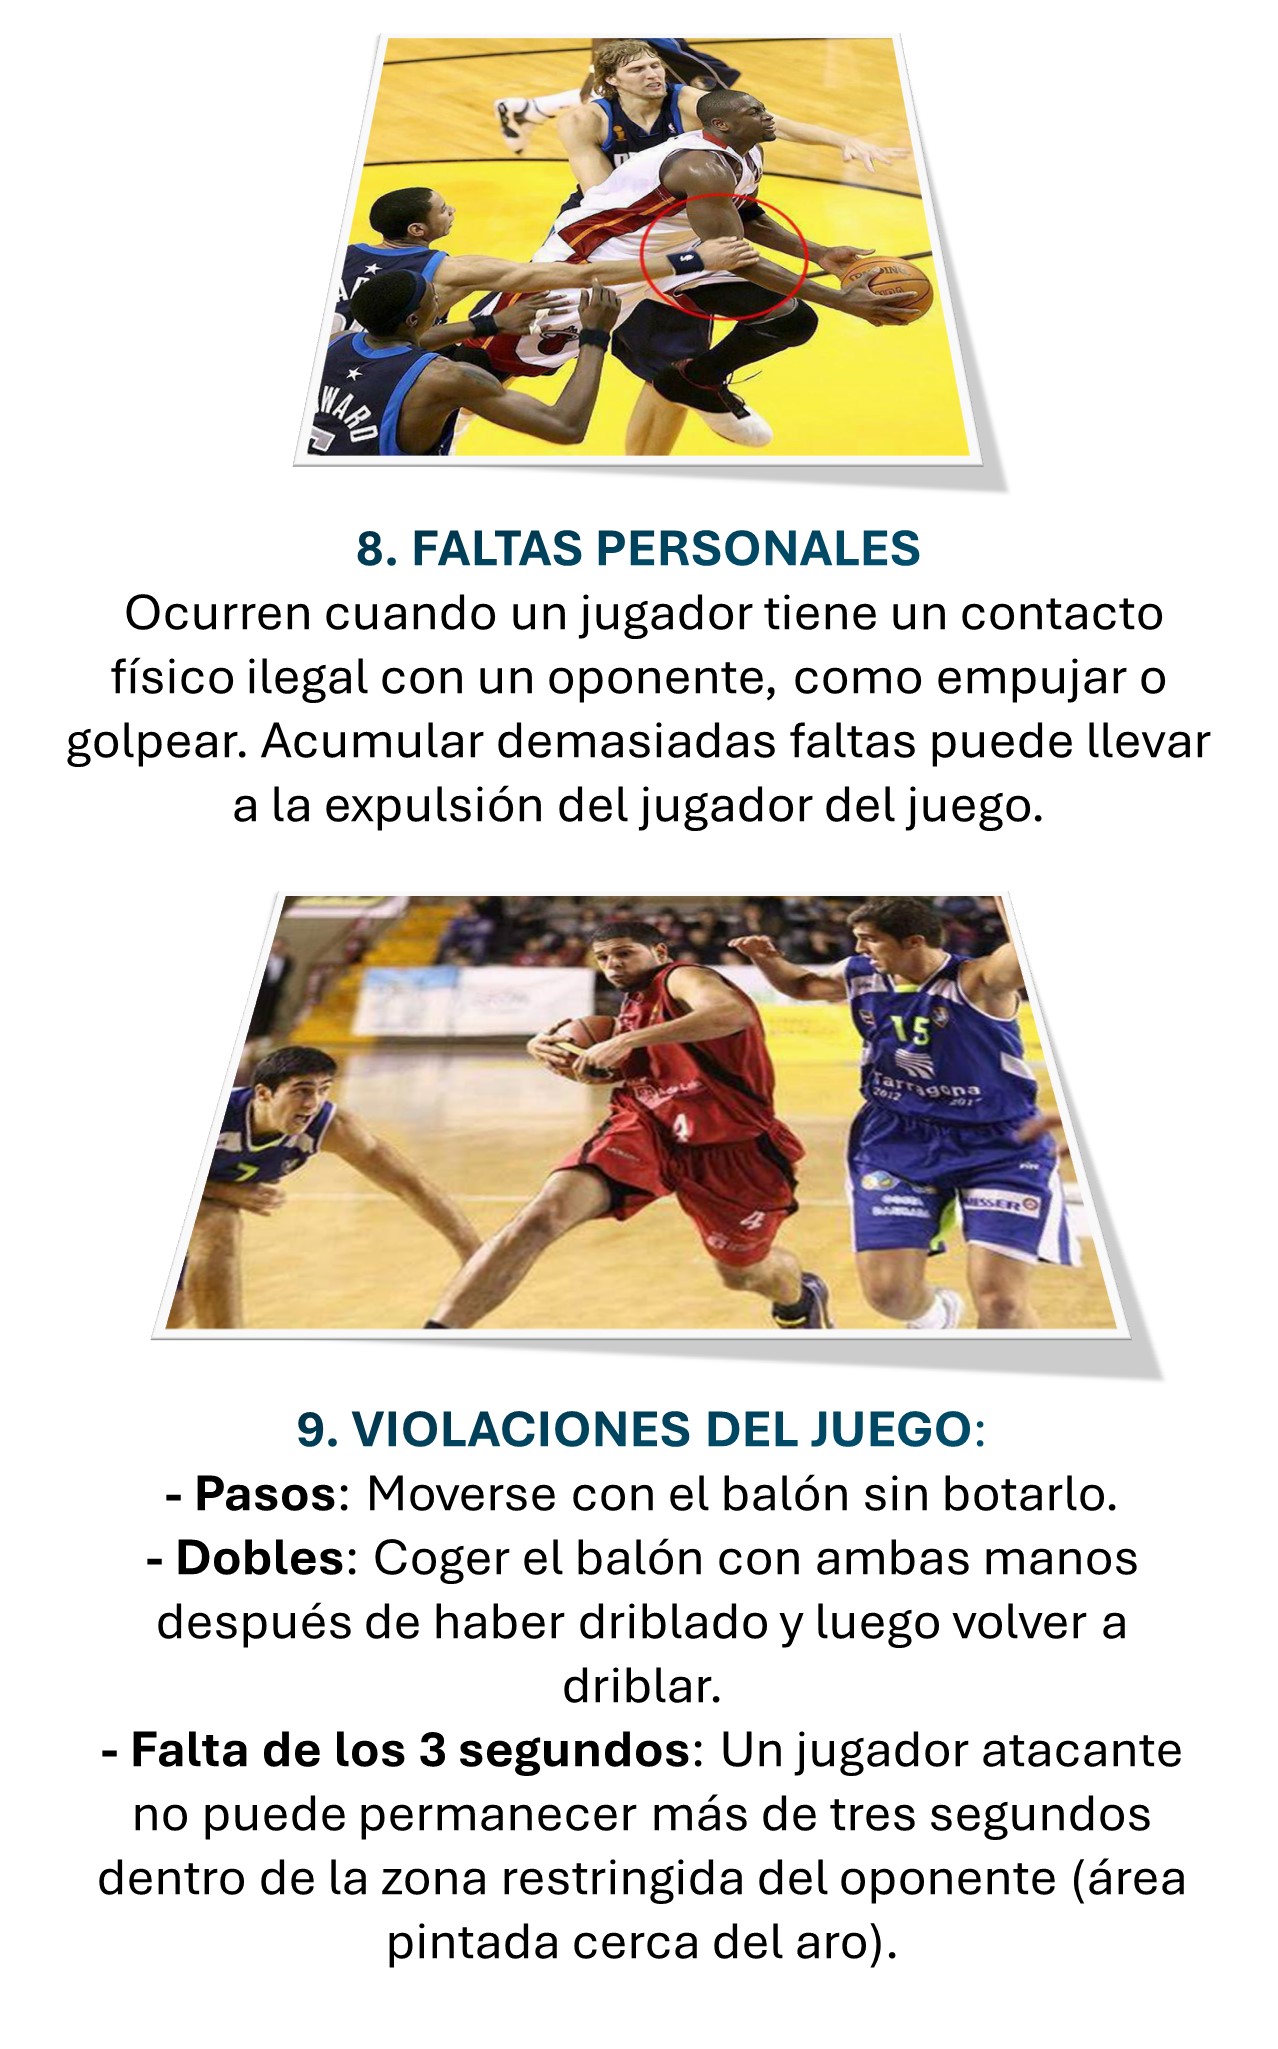 WARD
8. FALTAS PERSONALES
Ocurren cuando un jugador tiene un contacto
físico ilegal con un oponente, como empujar o
golpear. Acumular demasiadas faltas puede llevar
a la expulsión del jugador del juego.
15
Tarragona
2012 2017
7
4
4
9. VIOLACIONES DEL JUEGO:
- Pasos: Moverse con el balón sin botarlo.
- Dobles: Coger el balón con ambas manos
después de haber driblado y luego volver a
driblar.
- Falta de los 3 segundos: Un jugador atacante
no puede permanecer más de tres segundos
dentro de la zona restringida del oponente (área
pintada cerca del aro).